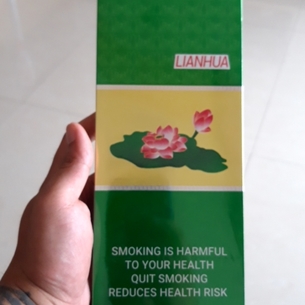 LIANHUA
SMOKING IS HARMFUL
TO YOUR HEALTH
QUIT SMOKING
REDUCES HEALTH RISK